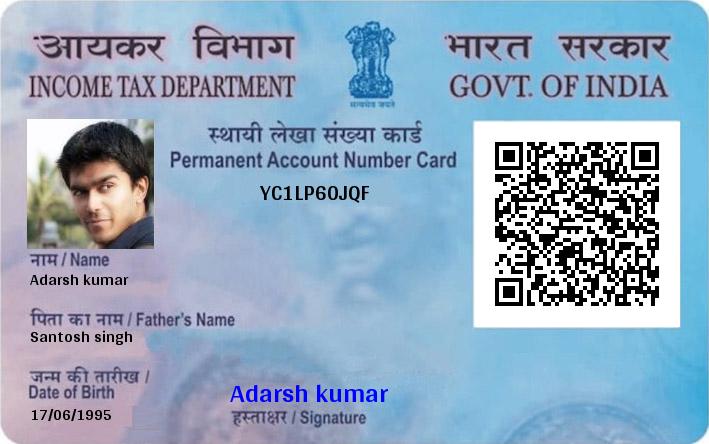 आयकर विभाग
INCOME TAX DEPARTMENT
सत्यमेव जयते
भारत सरकार
GOVT. OF INDIA
स्थायी लेखा संख्या कार्ड
Permanent Account Number Card
YC1LP6OJQF
नाम / Name
Adarsh kumar
पिता का नाम / Father's Name
Santosh singh
जन्म की तारीख /
Date of Birth
17/06/1995
Adarsh kumar
हस्ताक्षर / Signature